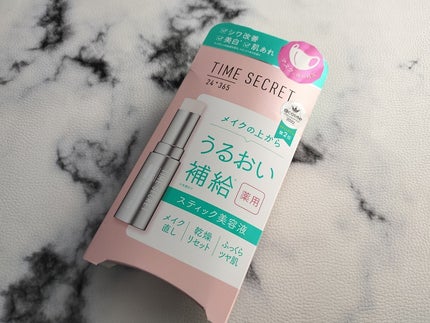 シワ改善
美白 肌あれ
TIME SECRET
24*365
メイクの上から
うるおい
補給
薬用
スティック美容液
メイク
直し
乾燥
リセット
ふっくら
ツヤ肌